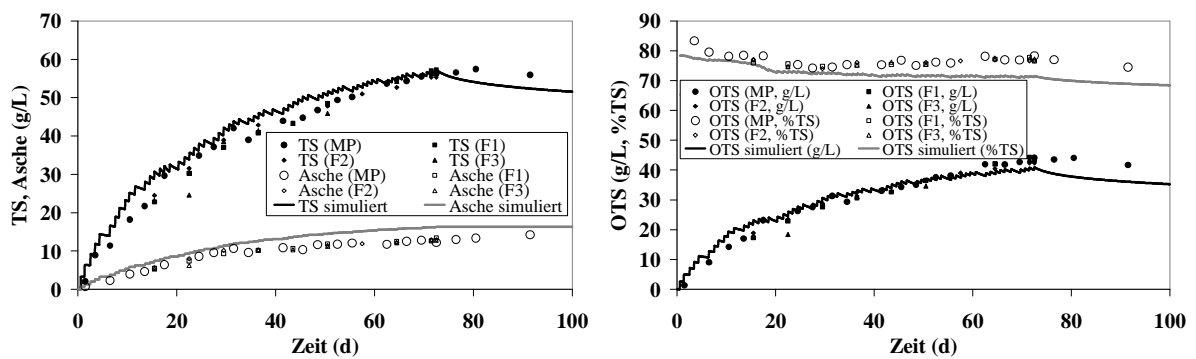 TS, Asche (g/L)
70
60
50
40
30
20
10
0
TS (MP) TS (F1)
TS (F2) TS (F3)
Asche (MP) Asche (F1)
Asche (F2) Asche (F3)
TS simuliert Asche simuliert
0 20 40 60 80 100
Zeit (d)
OTS (g/L, %TS)
90
80
70
60
50
40
30
20
10
0
OTS (MP, g/L) OTS (F1, g/L)
OTS (F2, g/L) OTS (F3, g/L)
OTS (MP, %TS) OTS (F1, %TS)
OTS (F2, %TS) OTS (F3, %TS)
OTS simuliert (g/L) OTS simuliert (%TS)
0 20 40 60 80 100
Zeit (d)